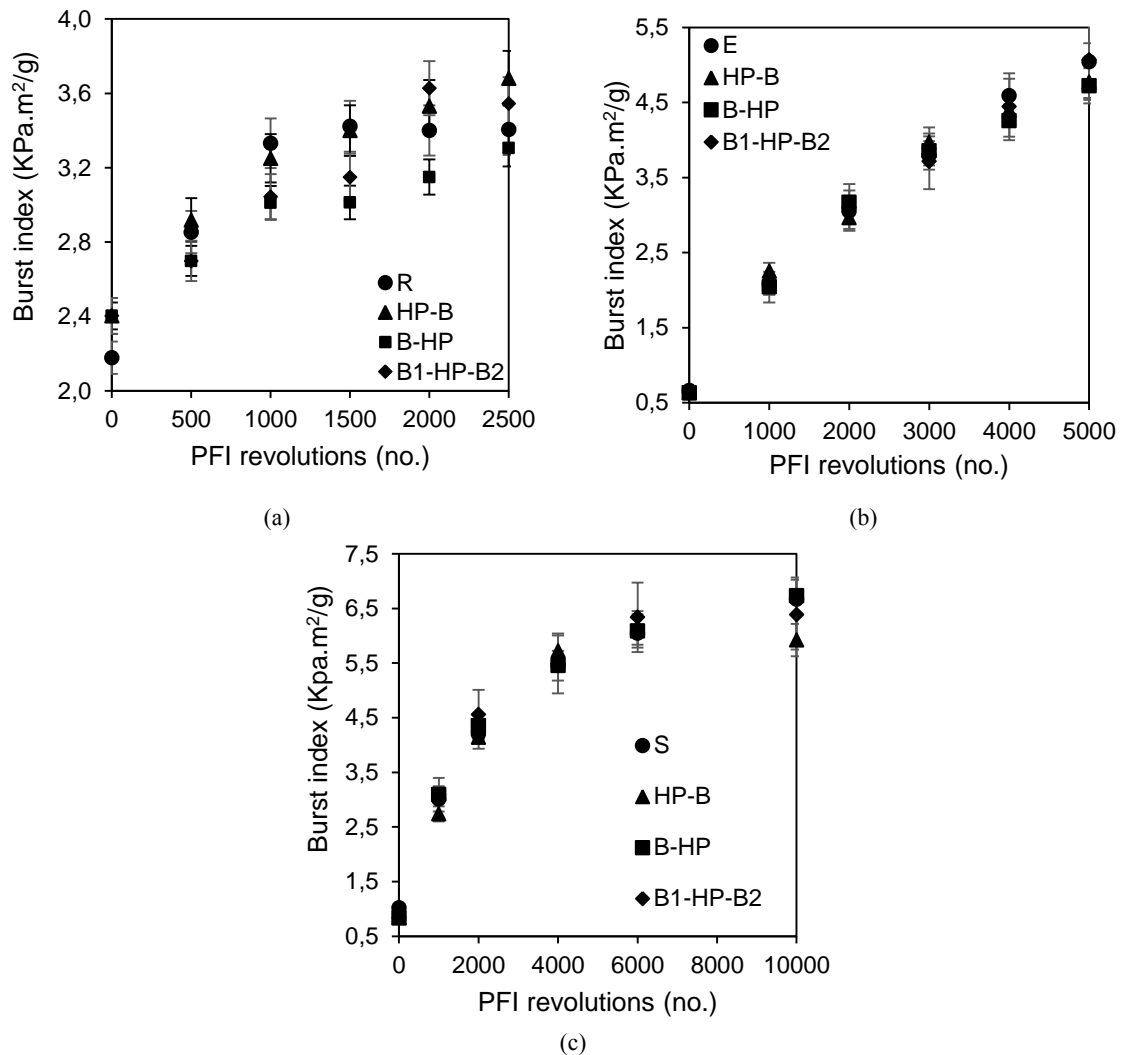 4,0
3,6
3,2
2,8
2,4
2,0
Burst index (KPa.m²/g)
R
HP-B
B-HP
B1-HP-B2
0 500 1000 1500 2000 2500
PFI revolutions (no.)
(a)
5,5
4,5
3,5
2,5
1,5
0,5
Burst index (KPa.m²/g)
E
HP-B
B-HP
B1-HP-B2
0 1000 2000 3000 4000 5000
PFI revolutions (no.)
(b)
7,5
6,5
5,5
4,5
3,5
2,5
1,5
0,5
Burst index (Kpa.m²/g)
S
HP-B
B-HP
B1-HP-B2
0 2000 4000 6000 8000 10000
PFI revolutions (no.)
(c)